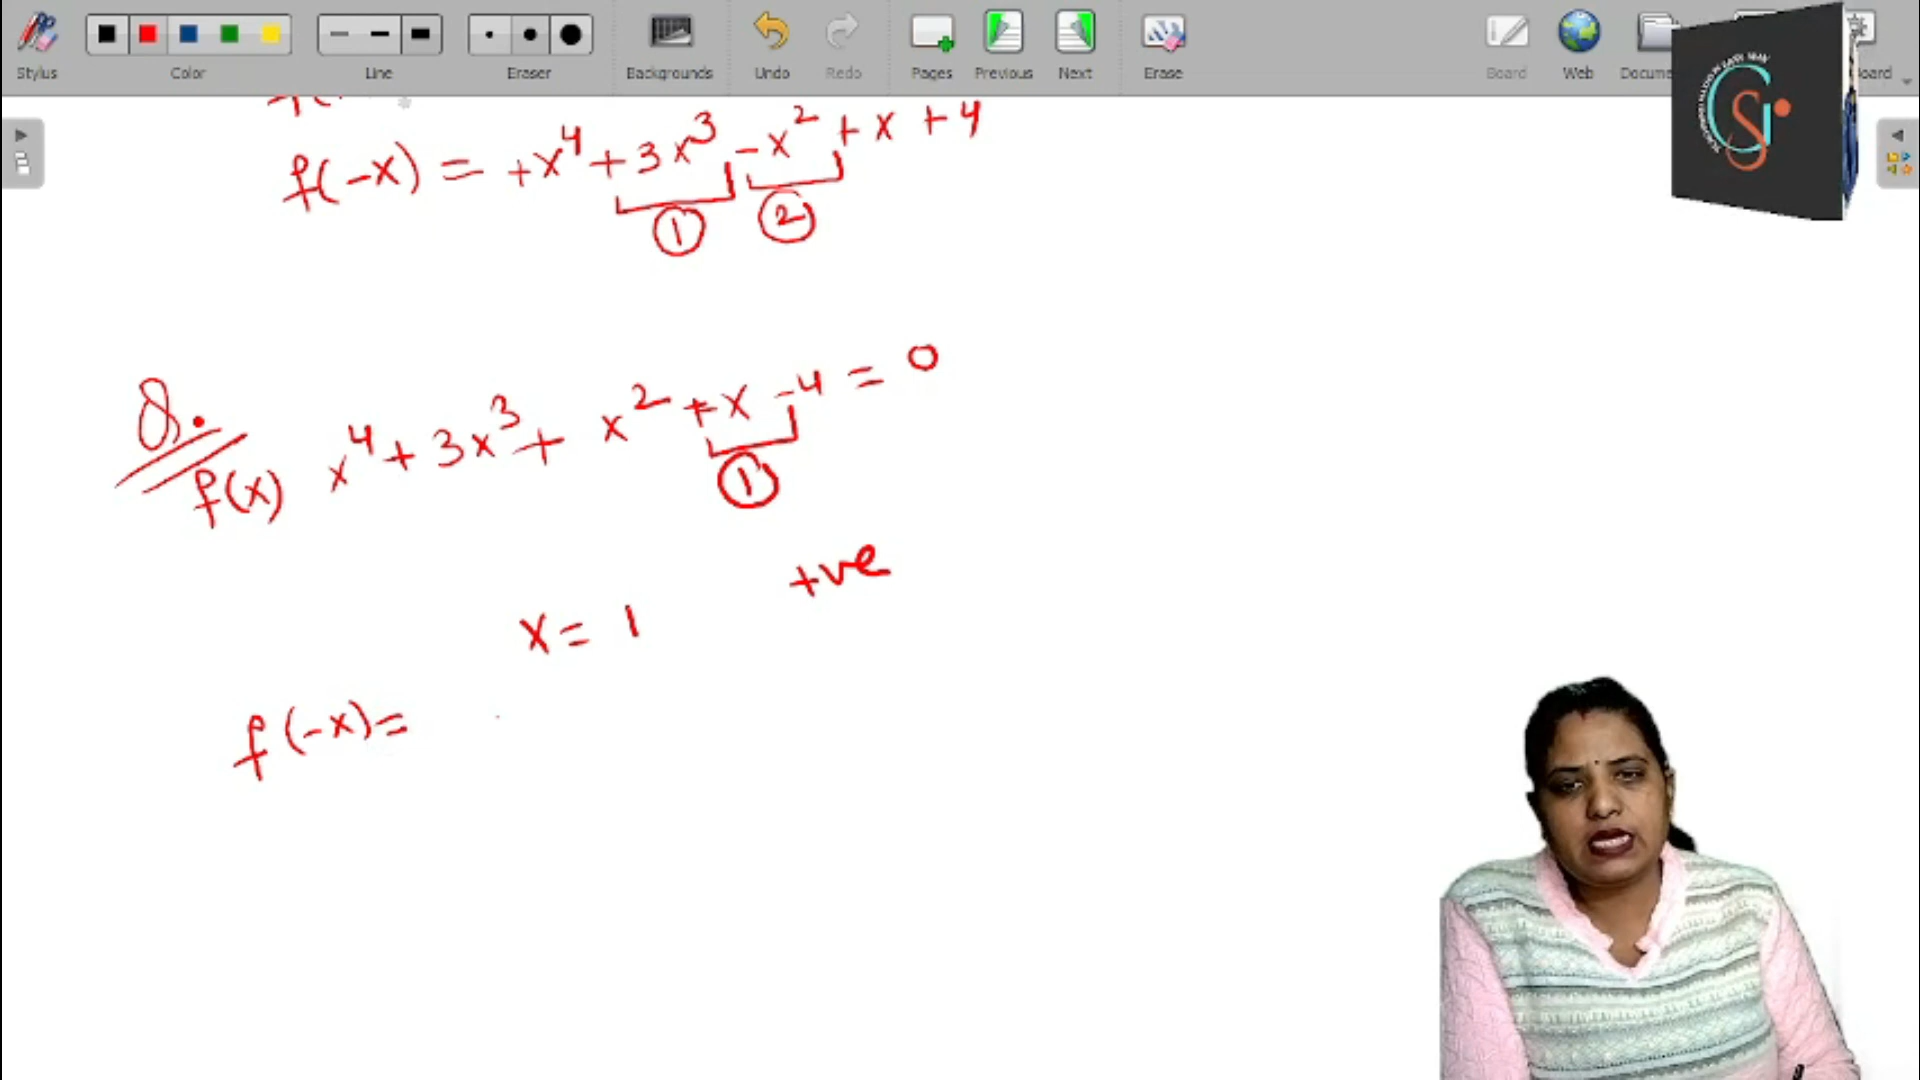 Stylus Color Line Eraser Backgrounds Undo Redo Pages Previous Next Erase Board Web
f(-x) = +x⁴ + 3x³ - x² + x + 4
① ②
Q.
f(x) x⁴ + 3x³ + x² + x - 4 = 0
①
+ve
x = 1
f(-x) =